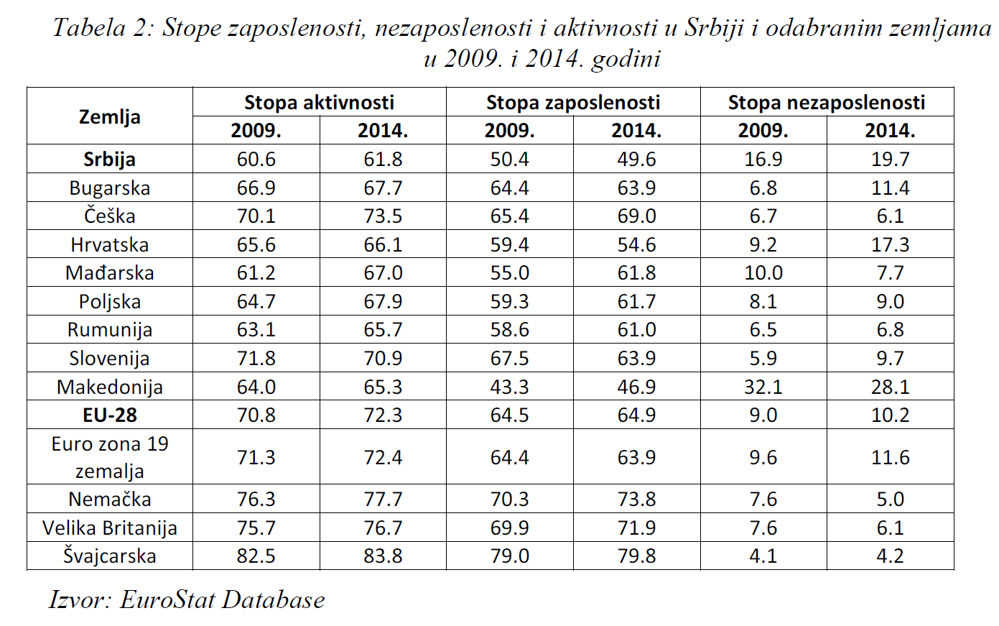 Tabela 2: Stope zaposlenosti, nezaposlenosti i aktivnosti u Srbiji i odabranim zemljama
u 2009. i 2014. godini
Zemlja Stopa aktivnosti Stopa zaposlenosti Stopa nezaposlenosti
2009. 2014. 2009. 2014. 2009. 2014.
Srbija 60.6 61.8 50.4 49.6 16.9 19.7
Bugarska 66.9 67.7 64.4 63.9 6.8 11.4
Češka 70.1 73.5 65.4 69.0 6.7 6.1
Hrvatska 65.6 66.1 59.4 54.6 9.2 17.3
Mađarska 61.2 67.0 55.0 61.8 10.0 7.7
Poljska 64.7 67.9 59.3 61.7 8.1 9.0
Rumunija 63.1 65.7 58.6 61.0 6.5 6.8
Slovenija 71.8 70.9 67.5 63.9 5.9 9.7
Makedonija 64.0 65.3 43.3 46.9 32.1 28.1
EU-28 70.8 72.3 64.5 64.9 9.0 10.2
Euro zona 19
zemalja 71.3 72.4 64.4 63.9 9.6 11.6
Nemačka 76.3 77.7 70.3 73.8 7.6 5.0
Velika Britanija 75.7 76.7 69.9 71.9 7.6 6.1
Švajcarska 82.5 83.8 79.0 79.8 4.1 4.2
Izvor: EuroStat Database